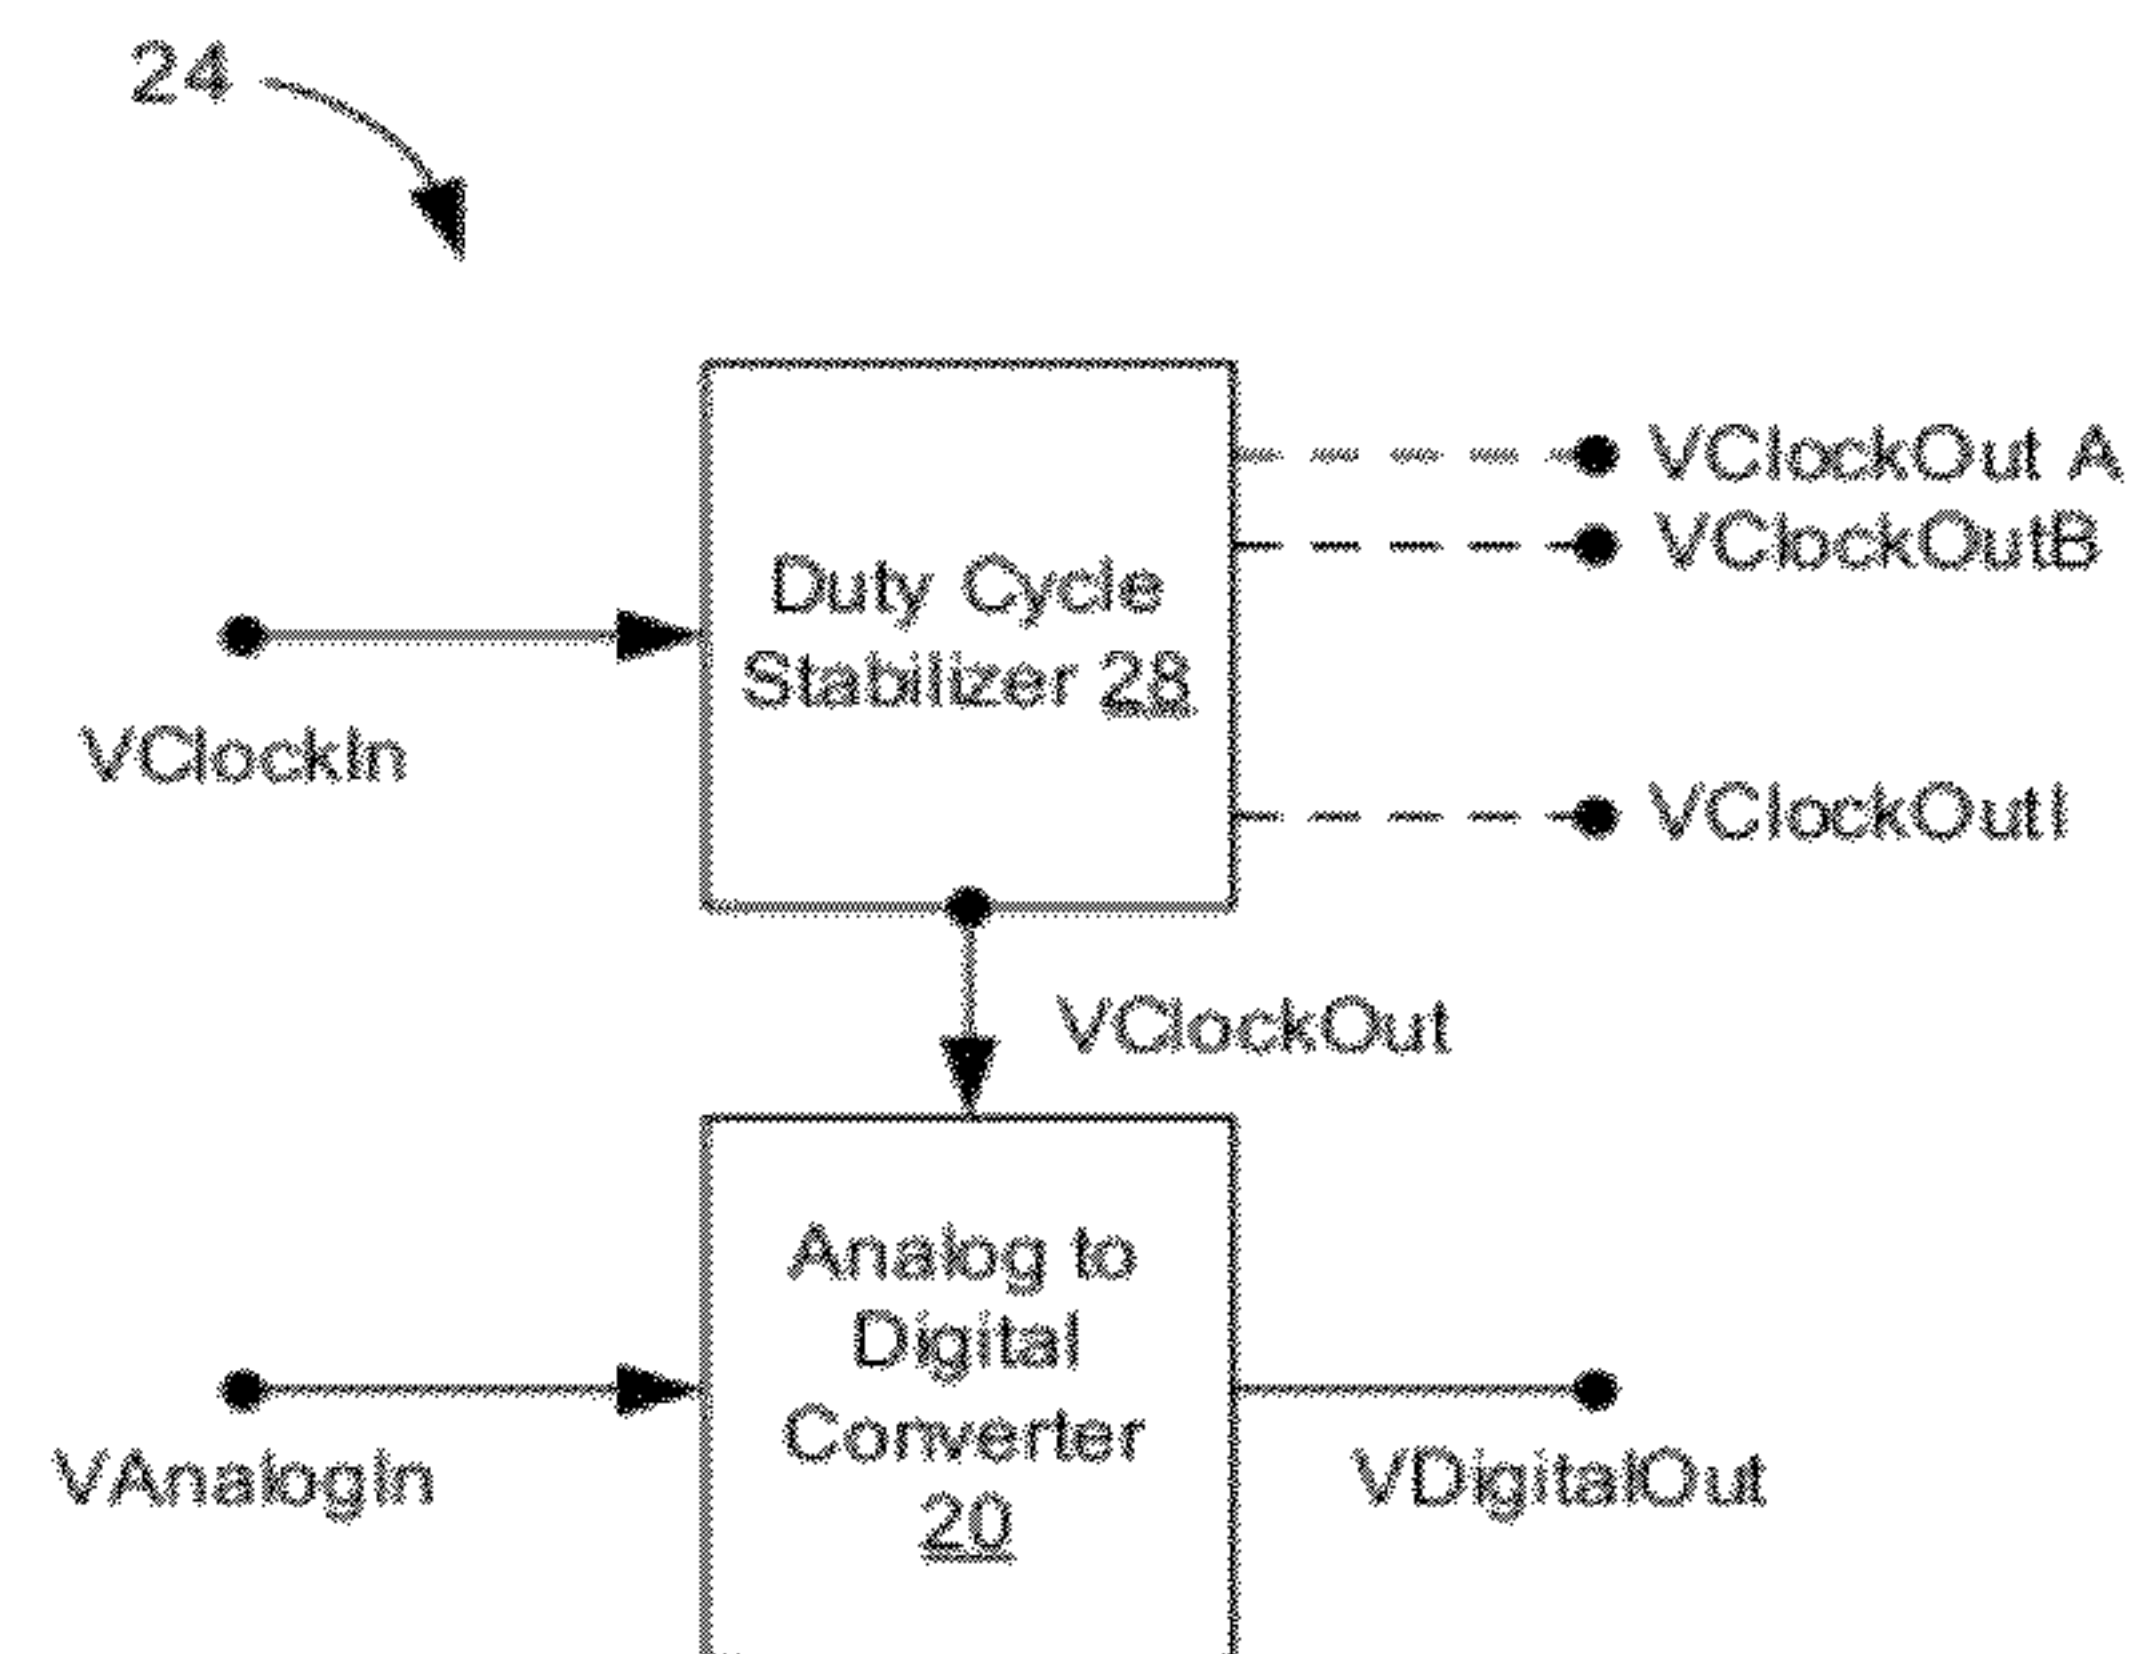 24
VClockOut A
VClockOutB
Duty Cycle
Stabilizer 28
VClockIn
VClockOutI
VClockOut
Analog to
Digital
Converter
20
VAnalogIn
VDigitalOut